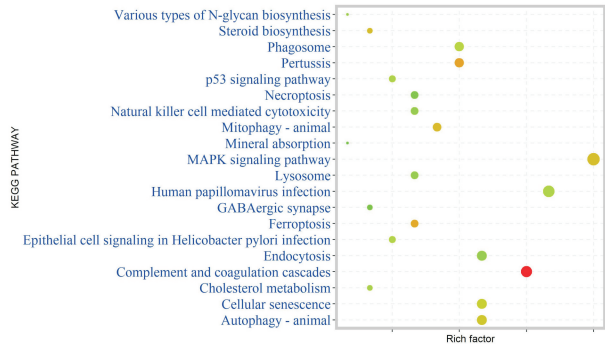 Various types of N-glycan biosynthesis
Steroid biosynthesis
Phagosome
Pertussis
p53 signaling pathway
Necroptosis
Natural killer cell mediated cytotoxicity
Mitophagy - animal
Mineral absorption
MAPK signaling pathway
Lysosome
Human papillomavirus infection
GABAergic synapse
Ferroptosis
Epithelial cell signaling in Helicobacter pylori infection
Endocytosis
Complement and coagulation cascades
Cholesterol metabolism
Cellular senescence
Autophagy - animal
KEGG PATHWAY
Rich factor